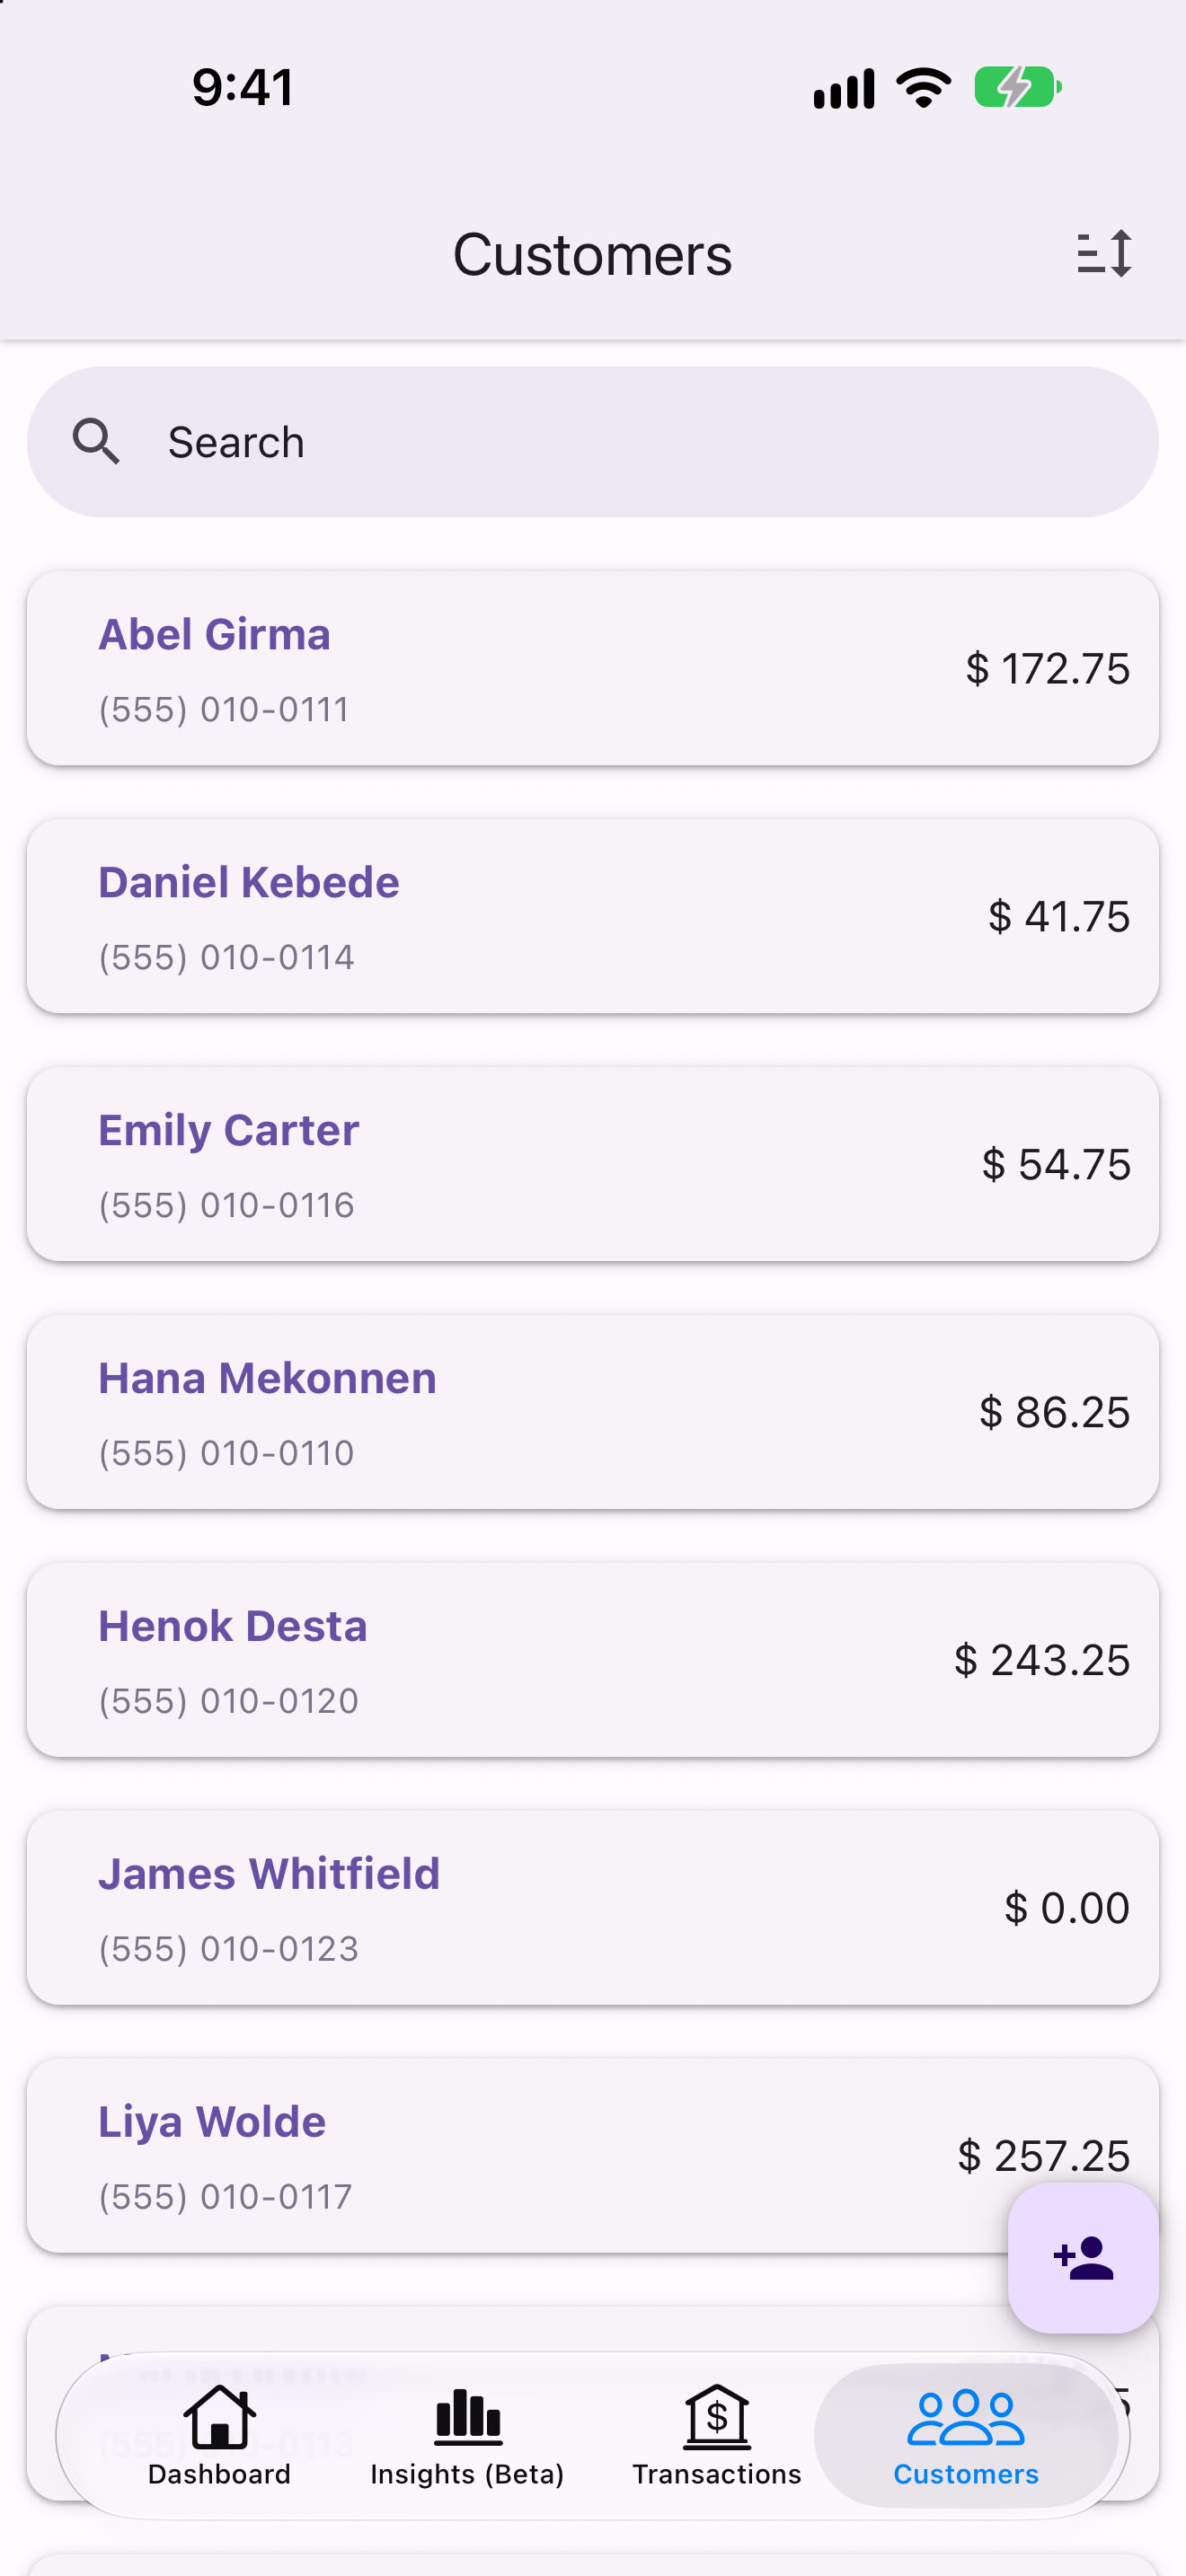 9:41
Customers
Search
Abel Girma
$ 172.75
(555) 010-0111
Daniel Kebede
$ 41.75
(555) 010-0114
Emily Carter
$ 54.75
(555) 010-0116
Hana Mekonnen
$ 86.25
(555) 010-0110
Henok Desta
$ 243.25
(555) 010-0120
James Whitfield
$ 0.00
(555) 010-0123
Liya Wolde
$ 257.25
(555) 010-0117
Dashboard
Insights (Beta)
Transactions
Customers